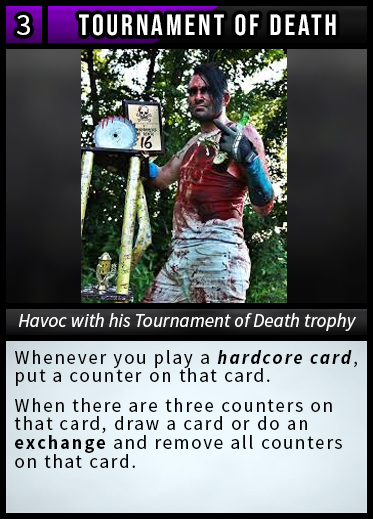 3
TOURNAMENT OF DEATH
16
Havoc with his Tournament of Death trophy
Whenever you play a hardcore card,
put a counter on that card.
When there are three counters on
that card, draw a card or do an
exchange and remove all counters
on that card.